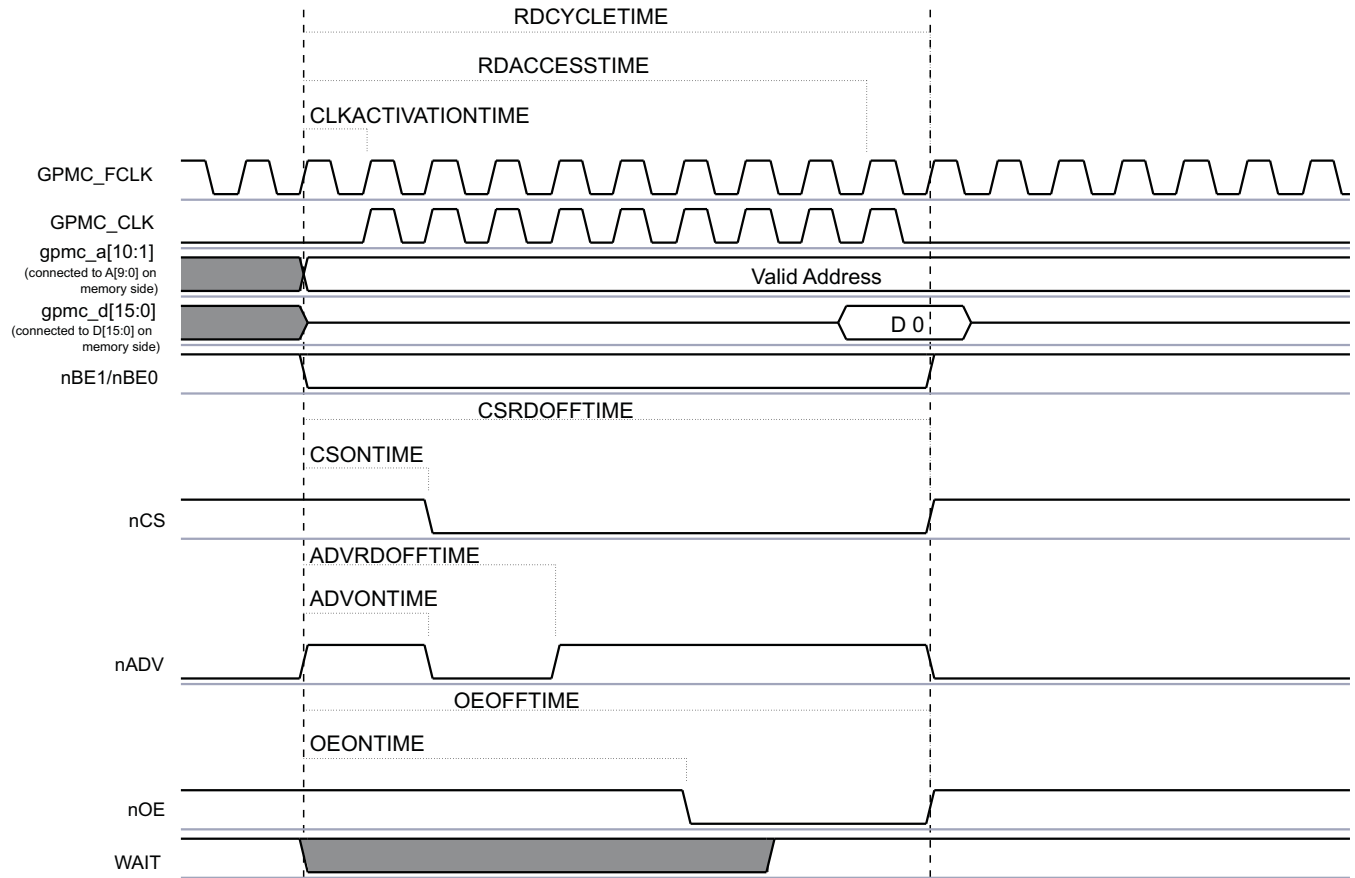 RDCYCLETIME
RDACCESSTIME
CLKACTIVATIONTIME
GPMC_FCLK
GPMC_CLK
gpmc_a[10:1]
(connected to A[9:0] on
memory side)
Valid Address
gpmc_d[15:0]
(connected to D[15:0] on
memory side)
D 0
nBE1/nBE0
CSRDOFFTIME
CSONTIME
nCS
ADVRDOFFTIME
ADVONTIME
nADV
OEOFFTIME
OEONTIME
nOE
WAIT